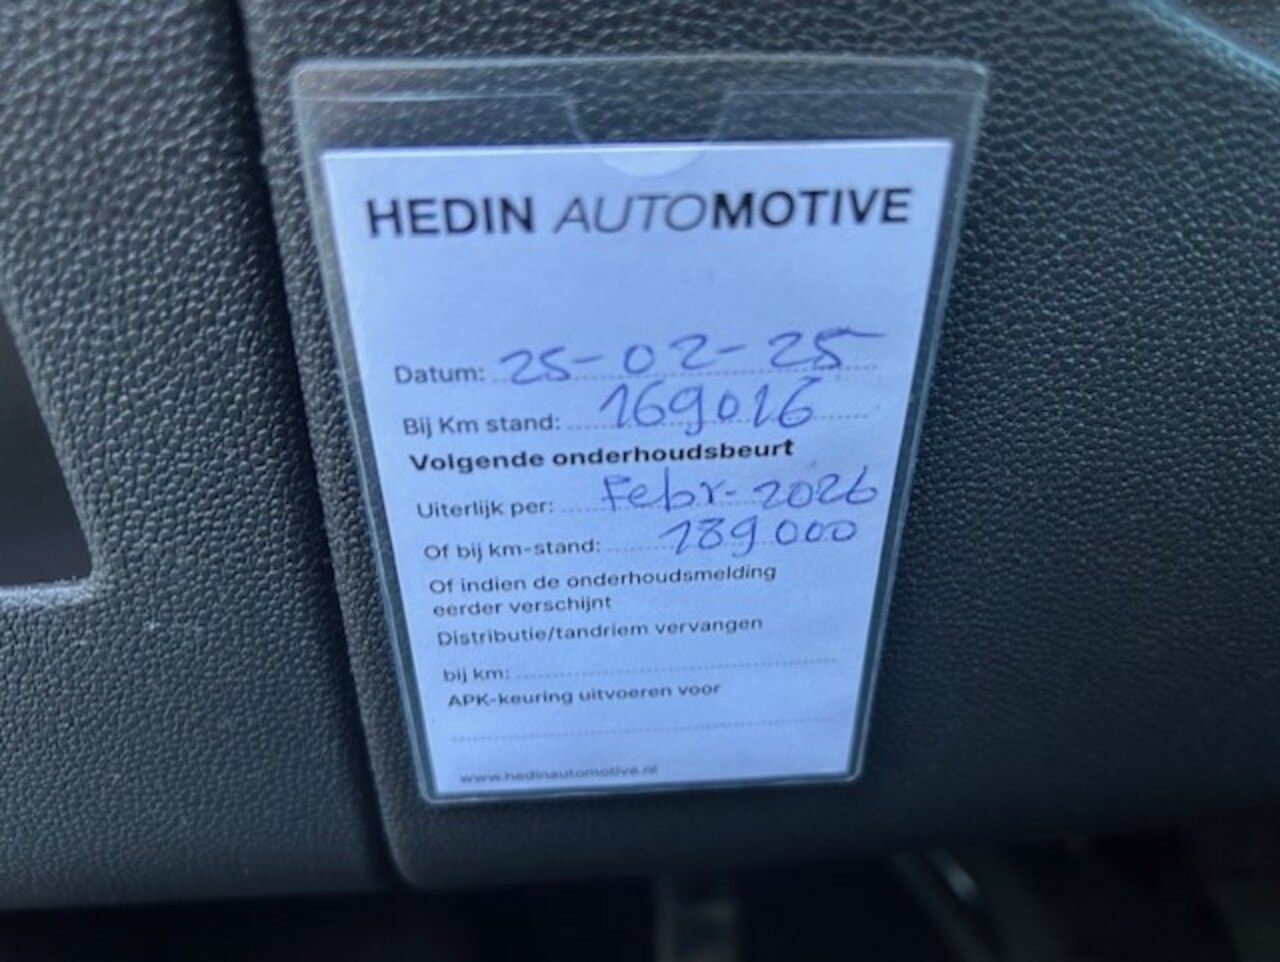 HEDIN AUTOMOTIVE
Datum: 25-02-25
Bij Km stand: 169016
Volgende onderhoudsbeurt
Uiterlijk per: Febr-2026
Of bij km-stand: 189000
Of indien de onderhoudsmelding
eerder verschijnt
Distributie/tandriem vervangen
bij km:
APK-keuring uitvoeren voor
www.hedinautomotive.nl